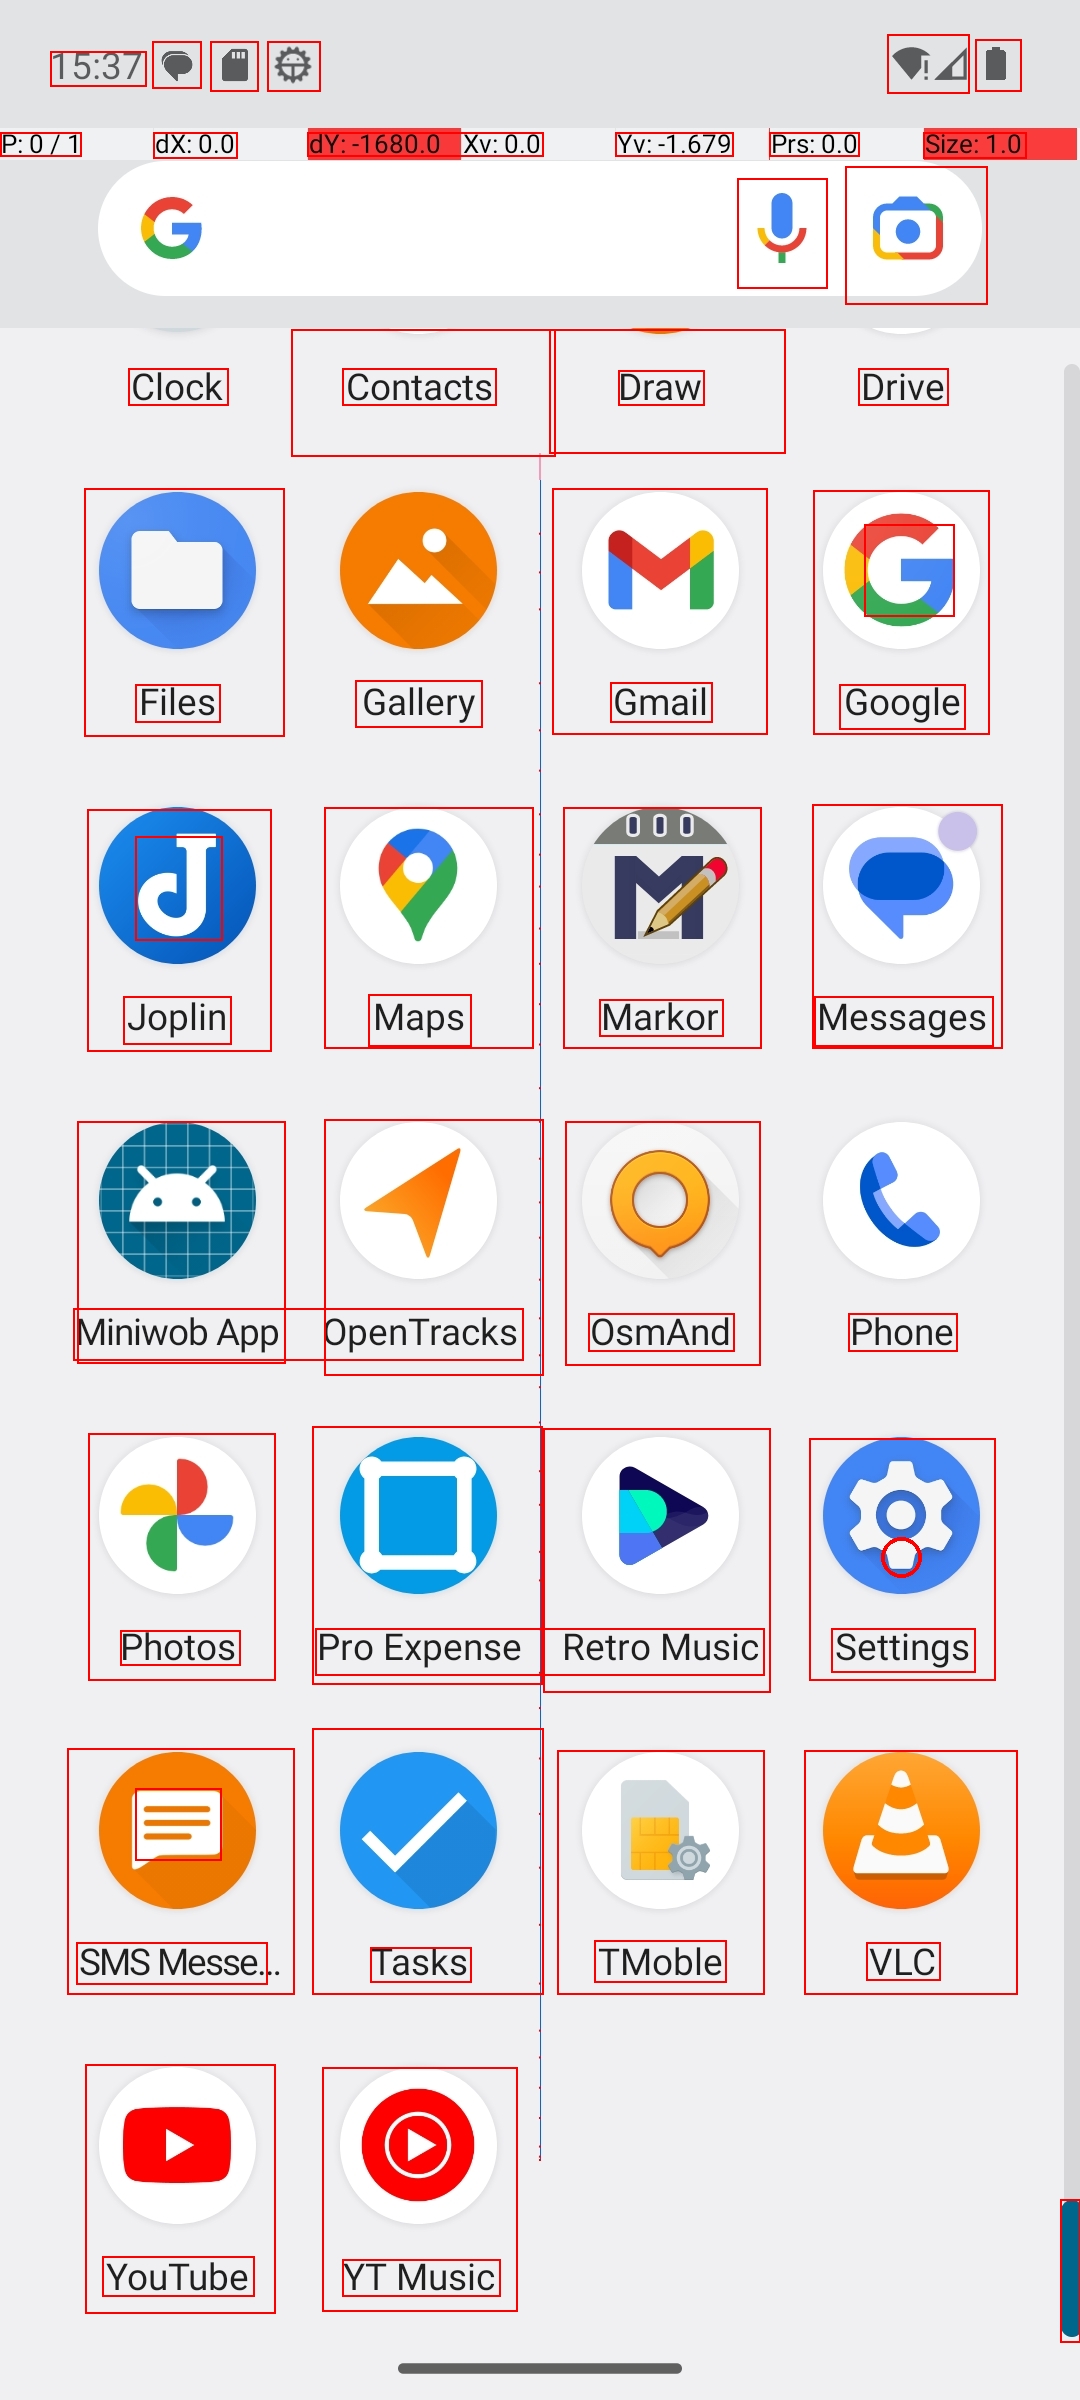 15:37
P: 0 / 1 dX: 0.0 dY: -1680.0 Xv: 0.0 Yv: -1.679 Prs: 0.0 Size: 1.0
Clock Contacts Draw Drive
Files Gallery Gmail Google
Joplin Maps Markor Messages
Miniwob App OpenTracks OsmAnd Phone
Photos Pro Expense Retro Music Settings
SMS Messe... Tasks TMoble VLC
YouTube YT Music